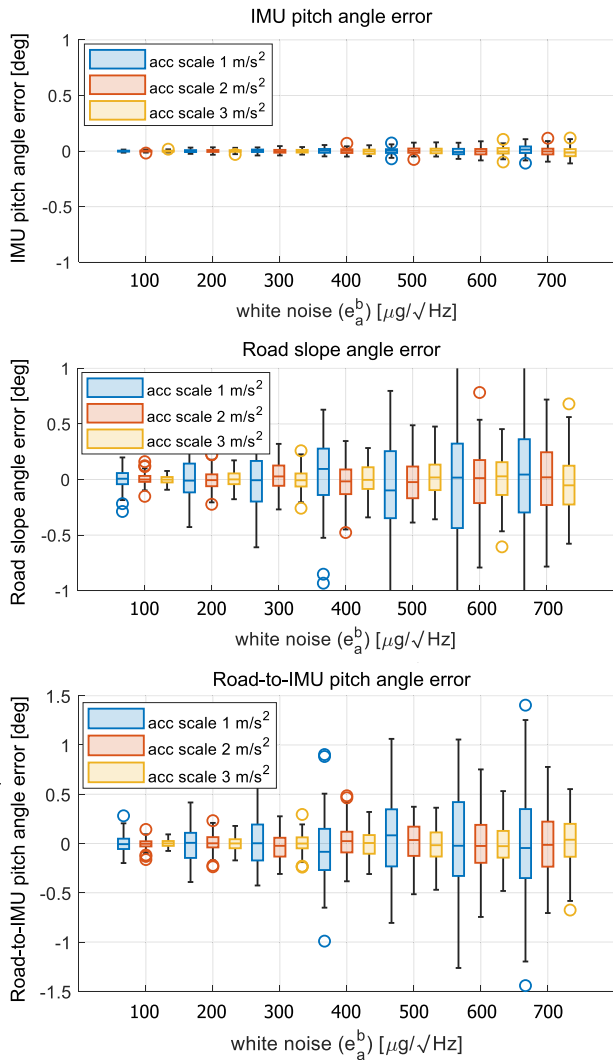 IMU pitch angle error
IMU pitch angle error [deg]
1
0.5
0
-0.5
-1
acc scale 1 m/s²
acc scale 2 m/s²
acc scale 3 m/s²
100 200 300 400 500 600 700
white noise (e_a^b) [μg/√Hz]
Road slope angle error
Road slope angle error [deg]
1
0.5
0
-0.5
-1
acc scale 1 m/s²
acc scale 2 m/s²
acc scale 3 m/s²
100 200 300 400 500 600 700
white noise (e_a^b) [μg/√Hz]
Road-to-IMU pitch angle error
Road-to-IMU pitch angle error [deg]
1.5
1
0.5
0
-0.5
-1
-1.5
acc scale 1 m/s²
acc scale 2 m/s²
acc scale 3 m/s²
100 200 300 400 500 600 700
white noise (e_a^b) [μg/√Hz]